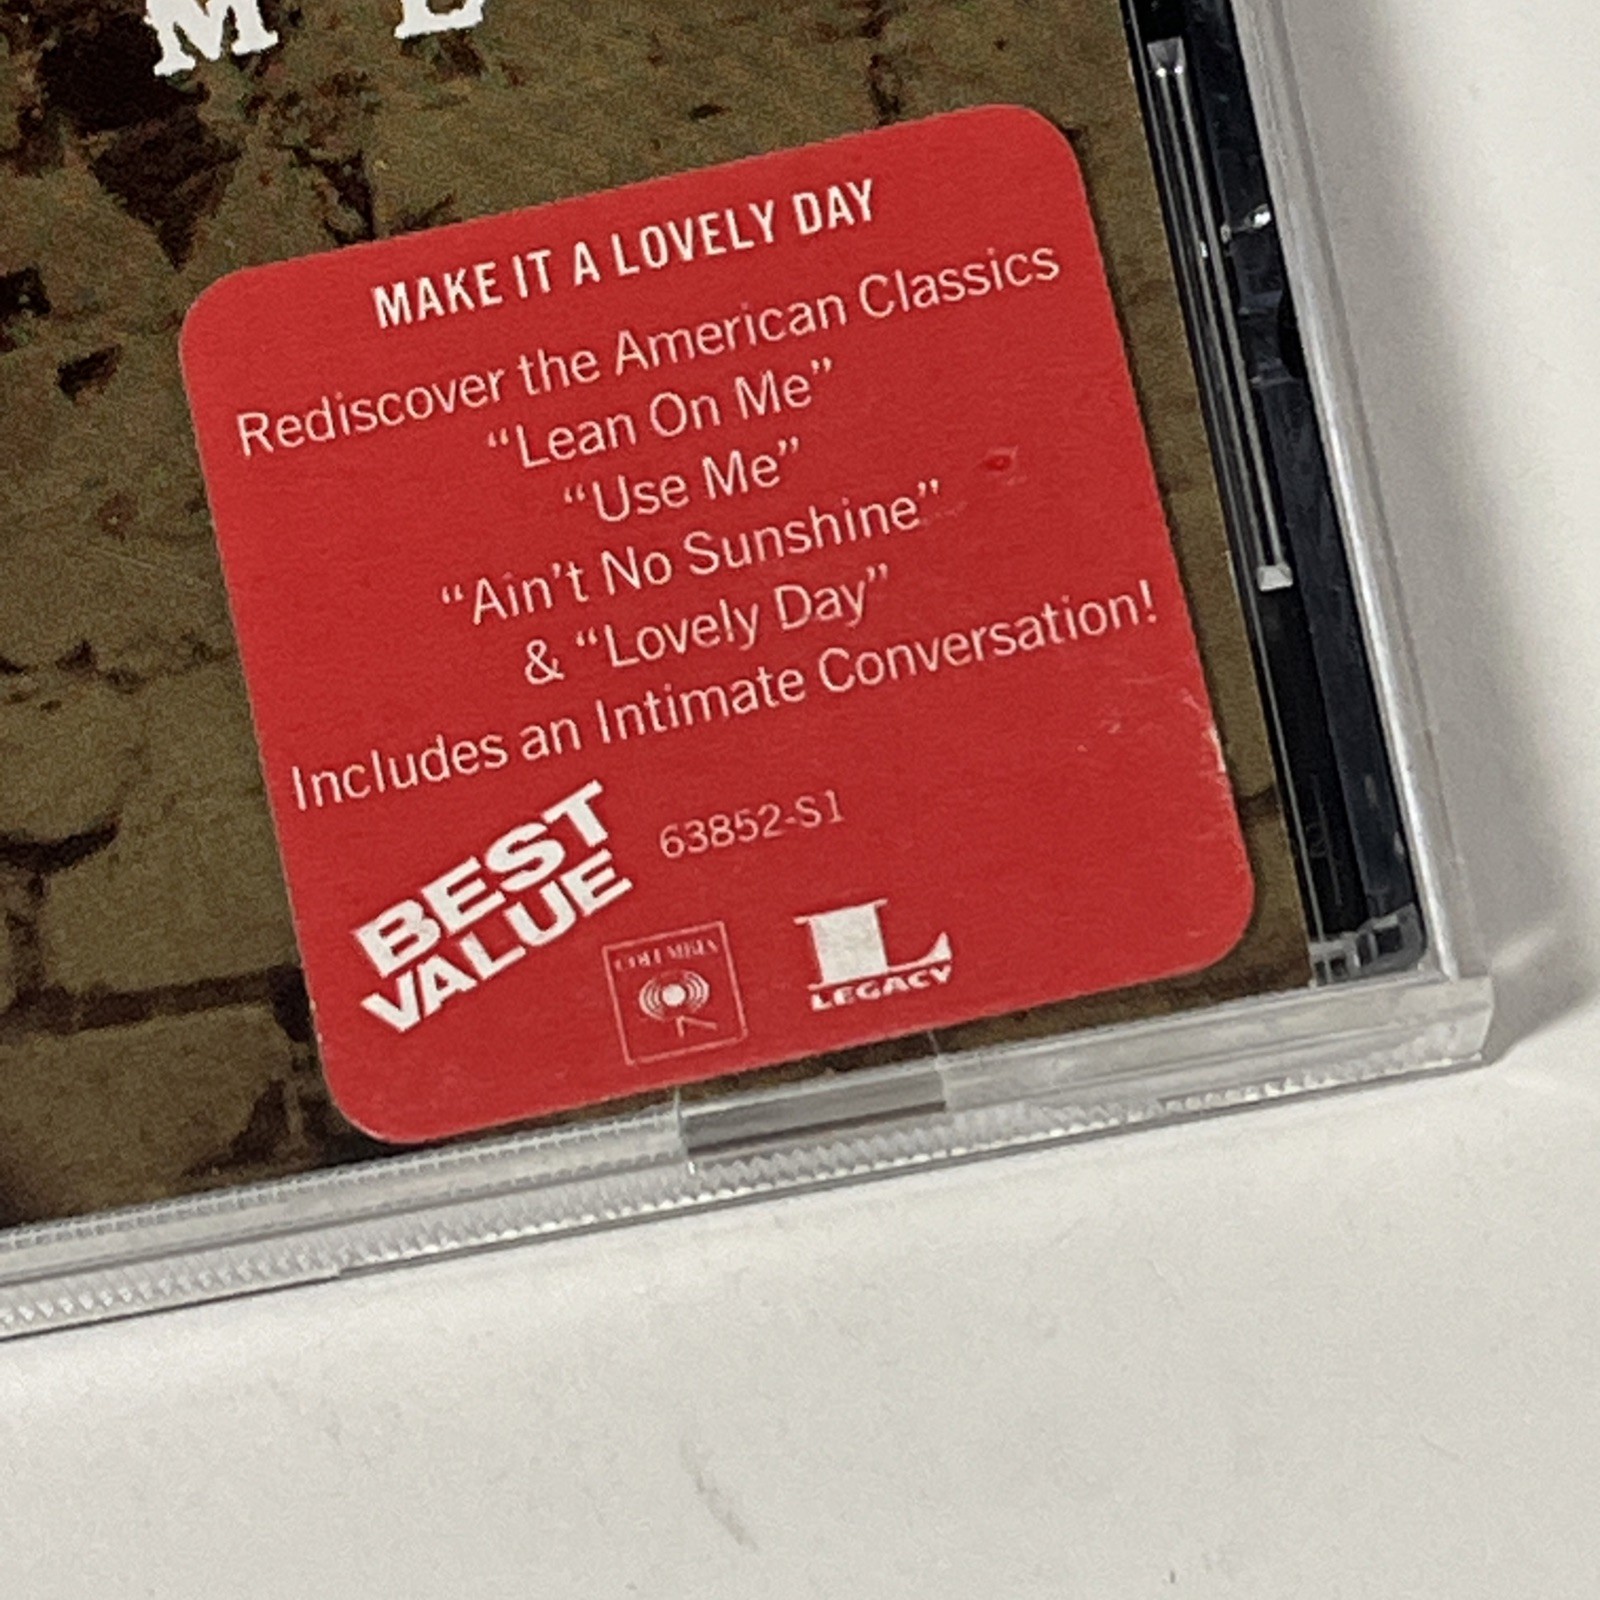 M E
MAKE IT A LOVELY DAY
Rediscover the American Classics
“Lean On Me”
“Use Me”
“Ain't No Sunshine”
& “Lovely Day”
Includes an Intimate Conversation!
BEST
VALUE
63852-S1
COLUMBIA
L
LEGACY